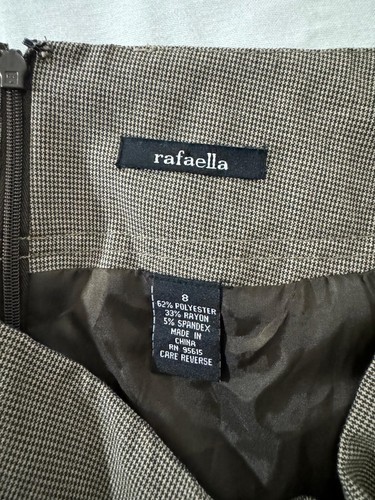 rafaella
8
62% POLYESTER
33% RAYON
5% SPANDEX
MADE IN
CHINA
RN 95615
CARE REVERSE